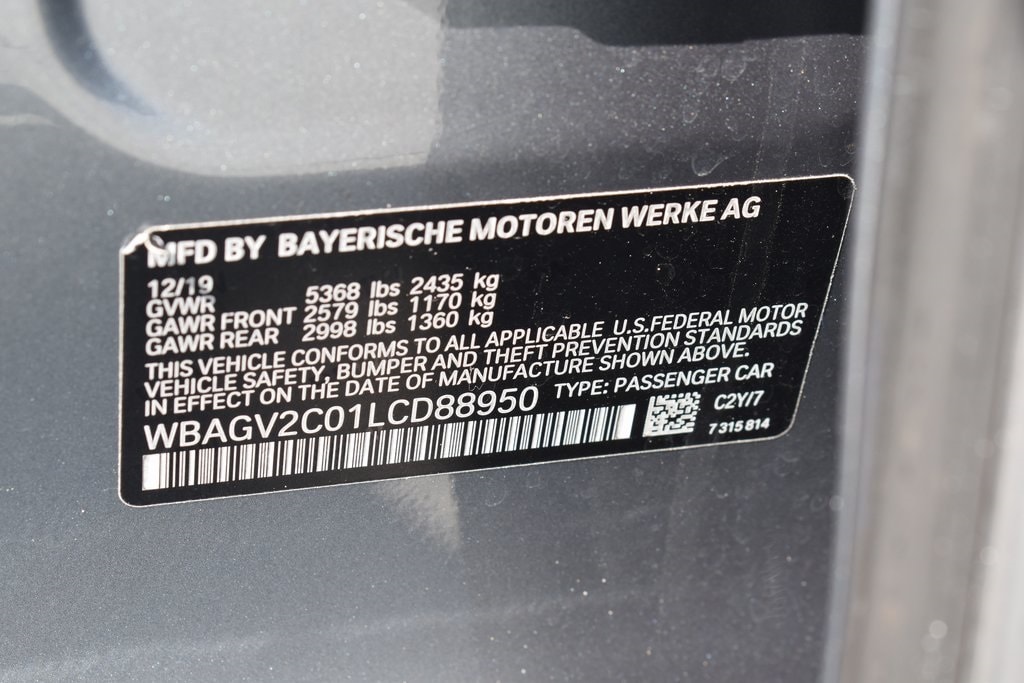 MFD BY BAYERISCHE MOTOREN WERKE AG
12/19
GVWR 5368 lbs 2435 kg
GAWR FRONT 2579 lbs 1170 kg
GAWR REAR 2998 lbs 1360 kg
THIS VEHICLE CONFORMS TO ALL APPLICABLE U.S.FEDERAL MOTOR
VEHICLE SAFETY, BUMPER AND THEFT PREVENTION STANDARDS
IN EFFECT ON THE DATE OF MANUFACTURE SHOWN ABOVE.
WBAGV2C01LCD88950 TYPE: PASSENGER CAR
C2Y/7
7 315 814